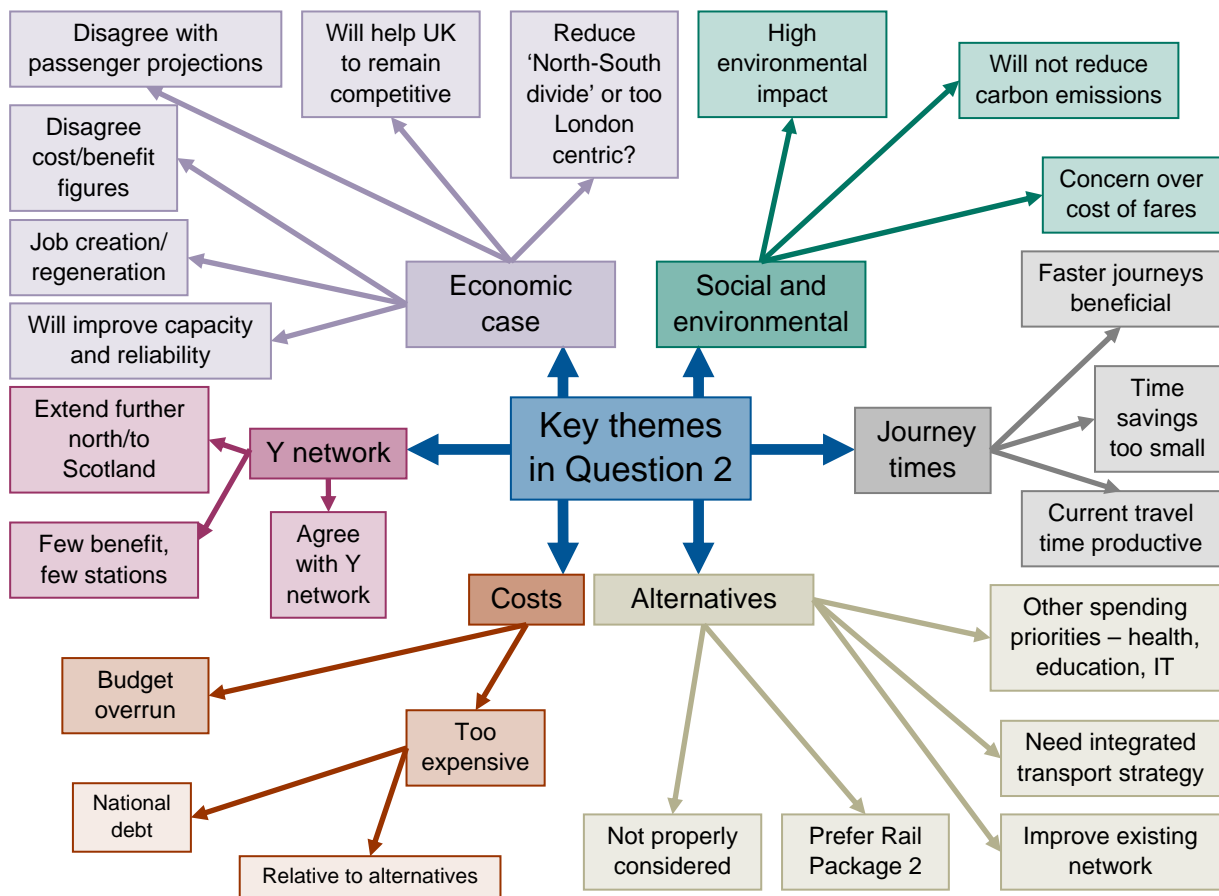 Disagree with
passenger projections
Will help UK
to remain
competitive
Reduce
‘North-South
divide’ or too
London
centric?
High
environmental
impact
Will not reduce
carbon emissions
Disagree
cost/benefit
figures
Concern over
cost of fares
Job creation/
regeneration
Economic
case
Social and
environmental
Faster journeys
beneficial
Will improve capacity
and reliability
Extend further
north/to
Scotland
Y network
Key themes
in Question 2
Journey
times
Time
savings
too small
Few benefit,
few stations
Agree with Y
network
Current travel
time productive
Costs
Alternatives
Other spending
priorities – health,
education, IT
Budget
overrun
Too
expensive
Need integrated
transport strategy
National
debt
Relative to alternatives
Not properly
considered
Prefer Rail
Package 2
Improve existing
network